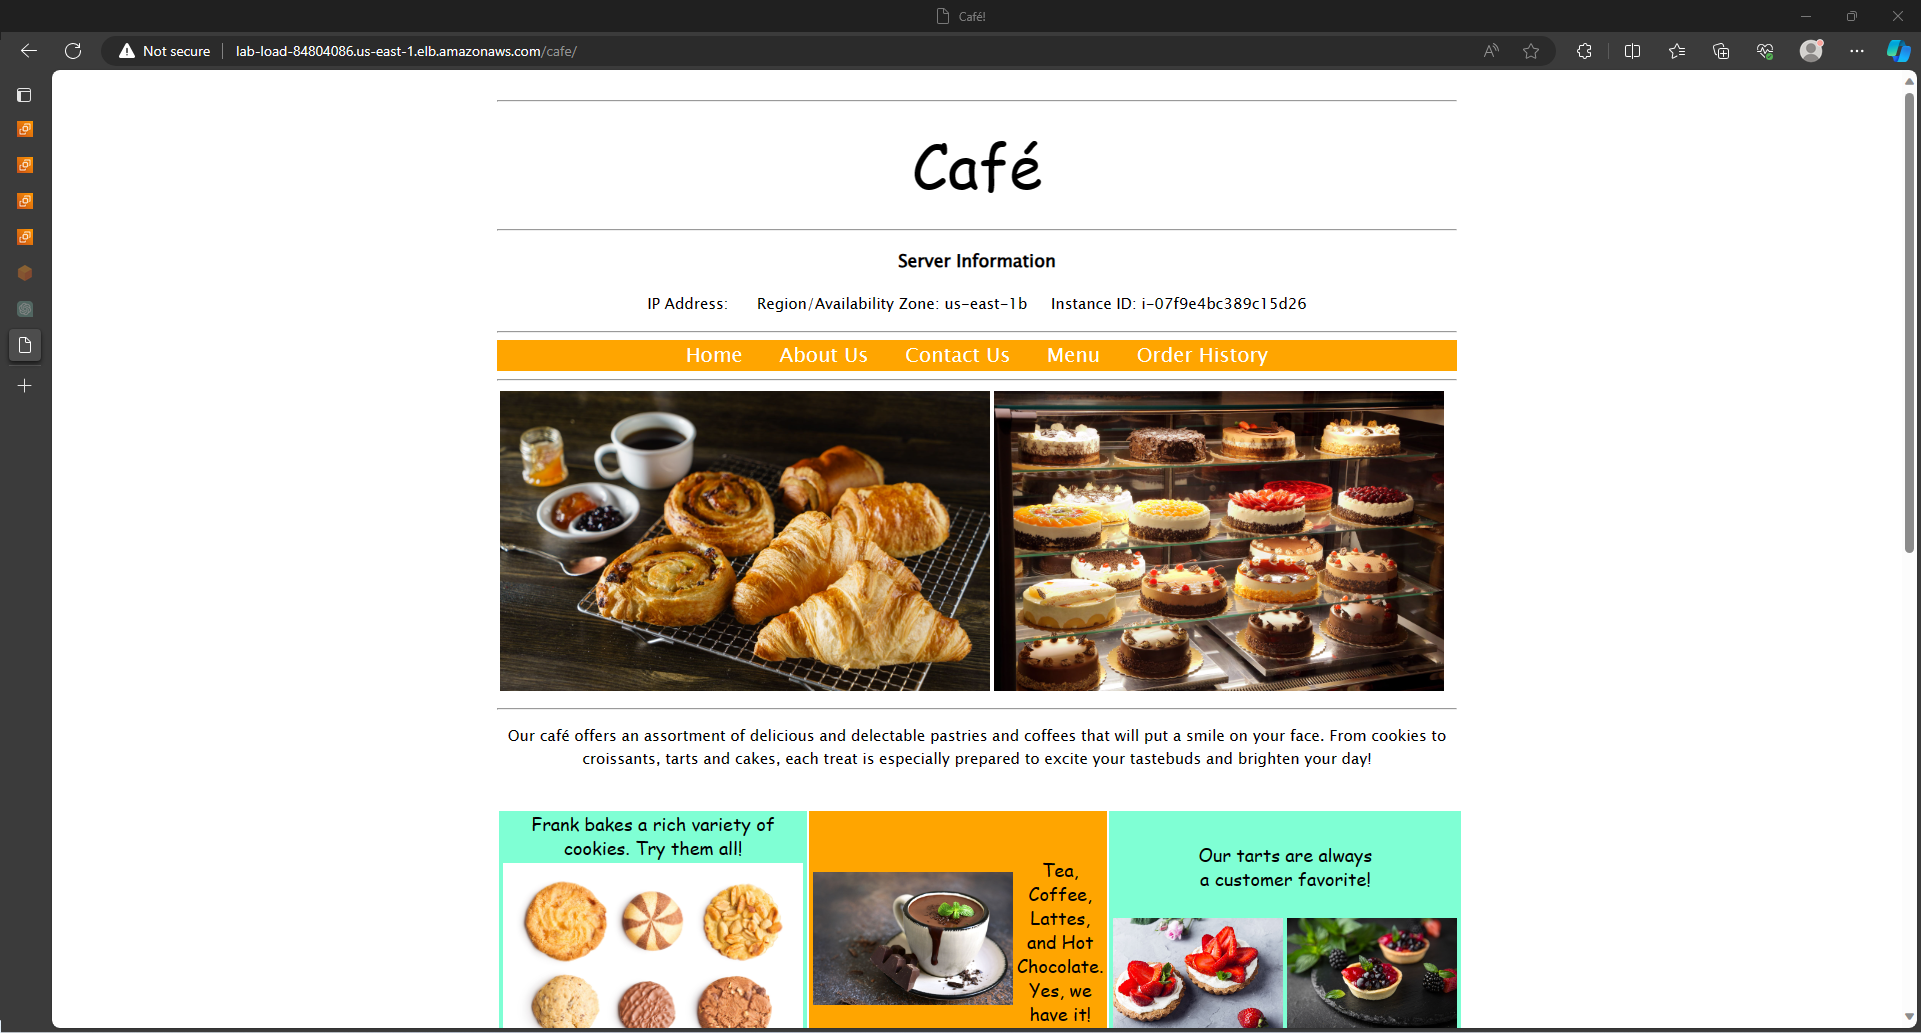 Café!
Not secure
lab-load-84804086.us-east-1.elb.amazonaws.com/cafe/
Café
Server Information
IP Address: Region/Availability Zone: us-east-1b Instance ID: i-07f9e4bc389c15d26
Home About Us Contact Us Menu Order History
Our café offers an assortment of delicious and delectable pastries and coffees that will put a smile on your face. From cookies to
croissants, tarts and cakes, each treat is especially prepared to excite your tastebuds and brighten your day!
Frank bakes a rich variety of
cookies. Try them all!
Tea,
Coffee,
Lattes,
and Hot
Chocolate.
Yes, we
have it!
Our tarts are always
a customer favorite!